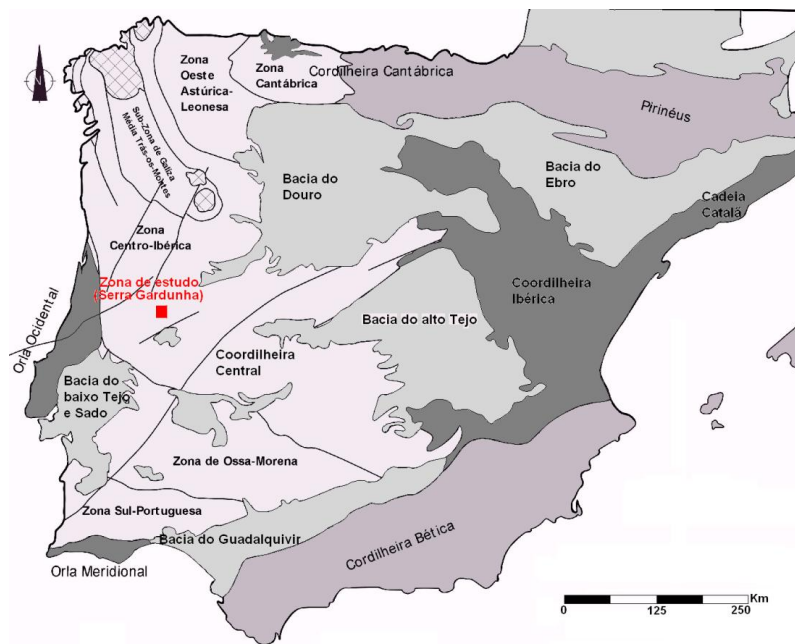 N
Zona
Oeste
Astúrica-
Leonesa
Zona
Cantábrica
Cordilheira Cantábrica
Pirinéus
Sub-Zona de Galiza
Média Trás-os-Montes
Bacia do
Douro
Bacia do
Ebro
Cadeia
Catalã
Zona
Centro-Ibérica
Zona de estudo
(Serra Gardunha)
Coordilheira
Ibérica
Orla Ocidental
Bacia do alto Tejo
Coordilheira
Central
Bacia do
baixo Tejo
e Sado
Zona de Ossa-Morena
Zona Sul-Portuguesa
Bacia do Guadalquivir
Cordilheira Bética
Orla Meridional
Km
0 125 250